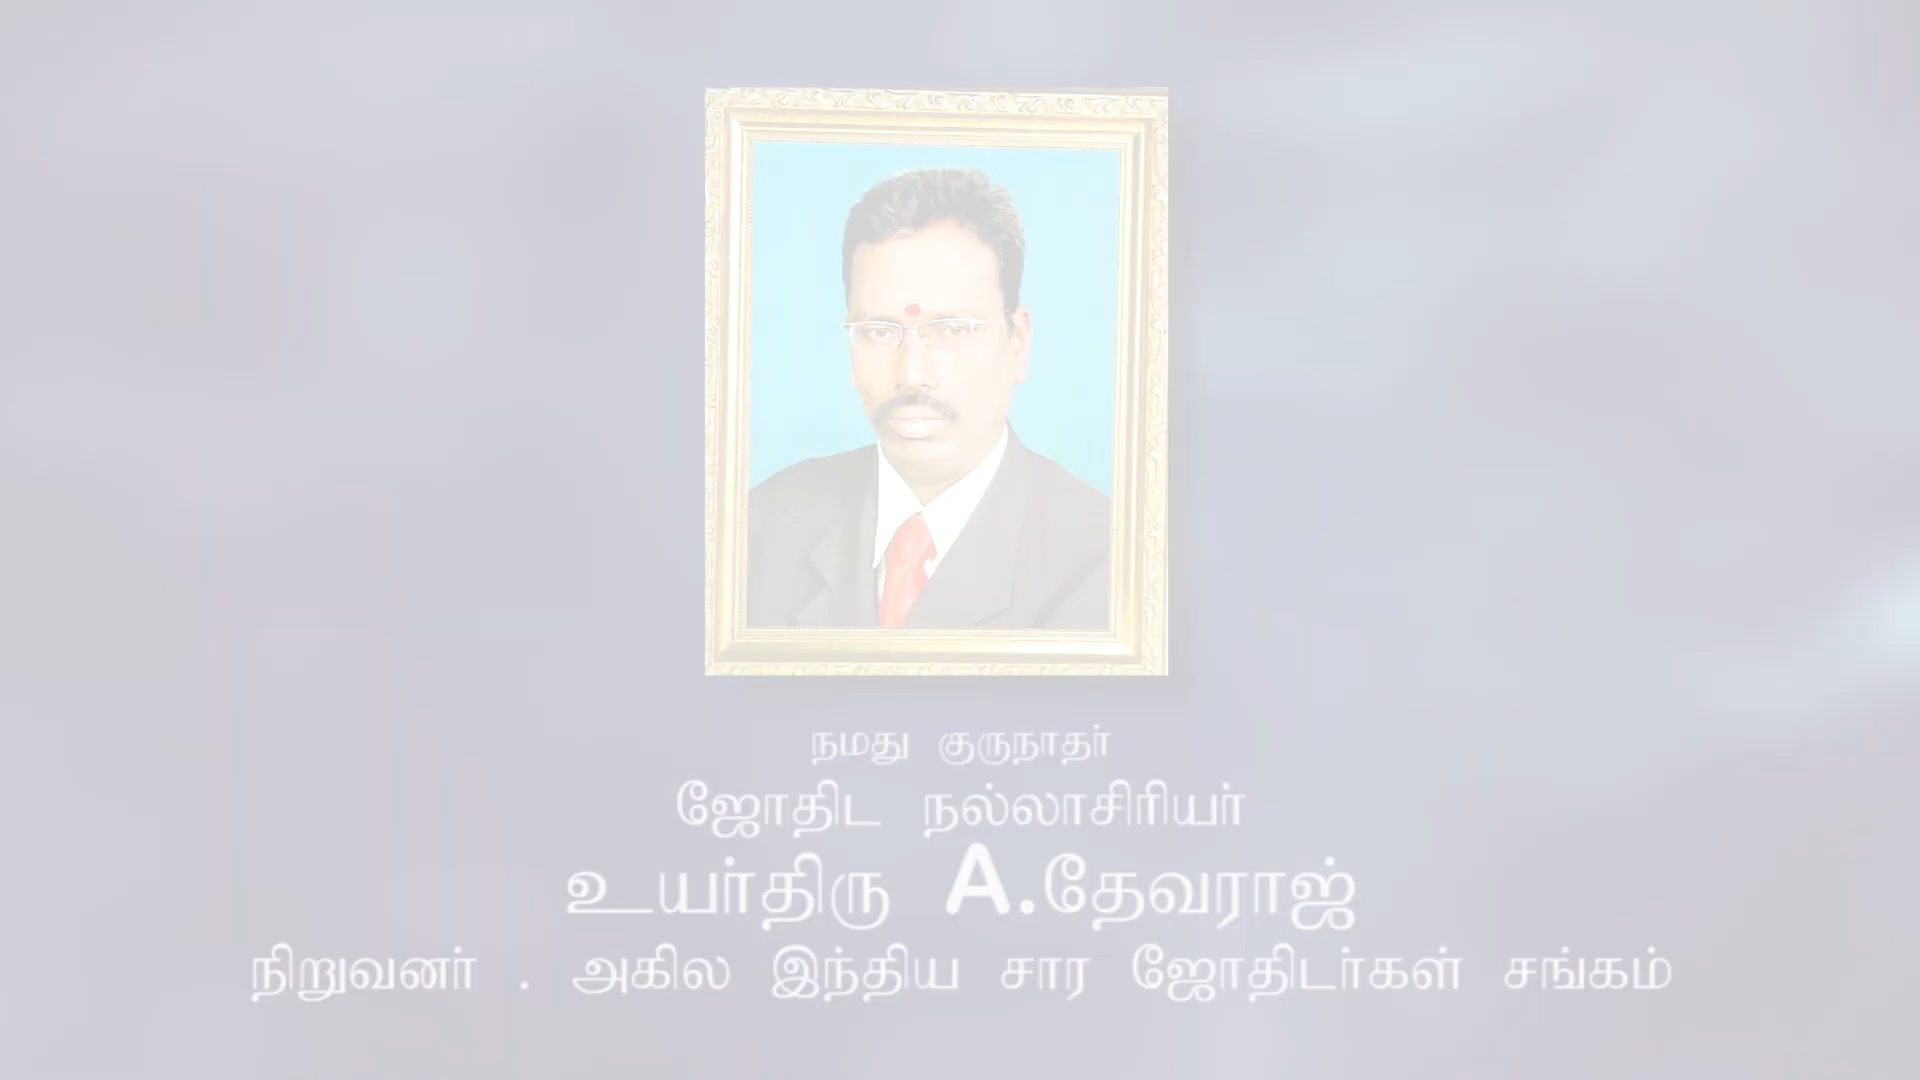 நமது குருநாதர்
ஜோதிட நல்லாசிரியர்
உயர்திரு A.தேவராஜ்
நிறுவனர் . அகில இந்திய சார ஜோதிடர்கள் சங்கம்